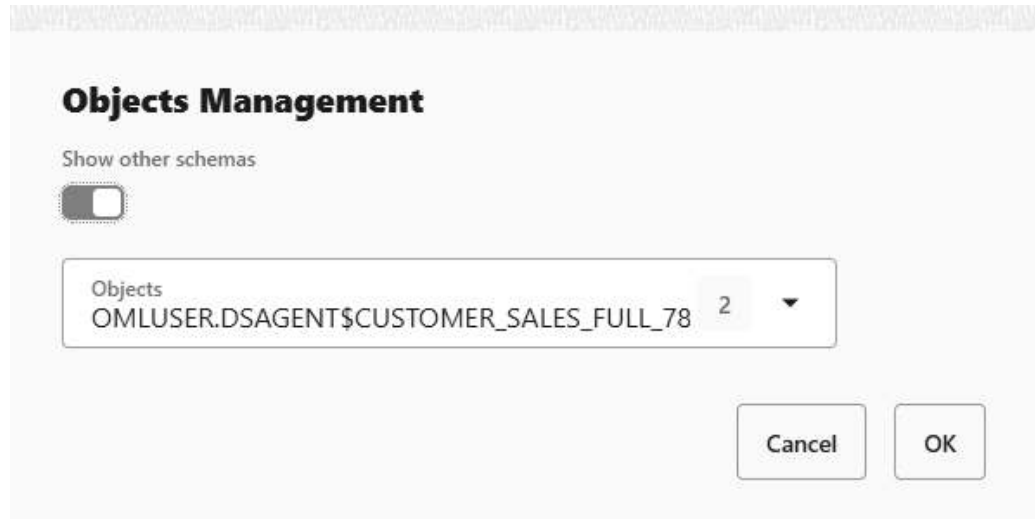 Objects Management
Show other schemas
Objects
OMLUSER.DSAGENT$CUSTOMER_SALES_FULL_78
2
Cancel
OK